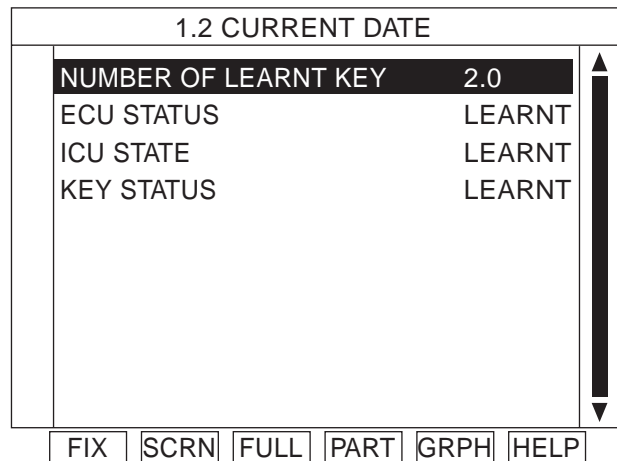 1.2 CURRENT DATE
NUMBER OF LEARNT KEY 2.0
ECU STATUS LEARNT
ICU STATE LEARNT
KEY STATUS LEARNT
FIX SCRN FULL PART GRPH HELP